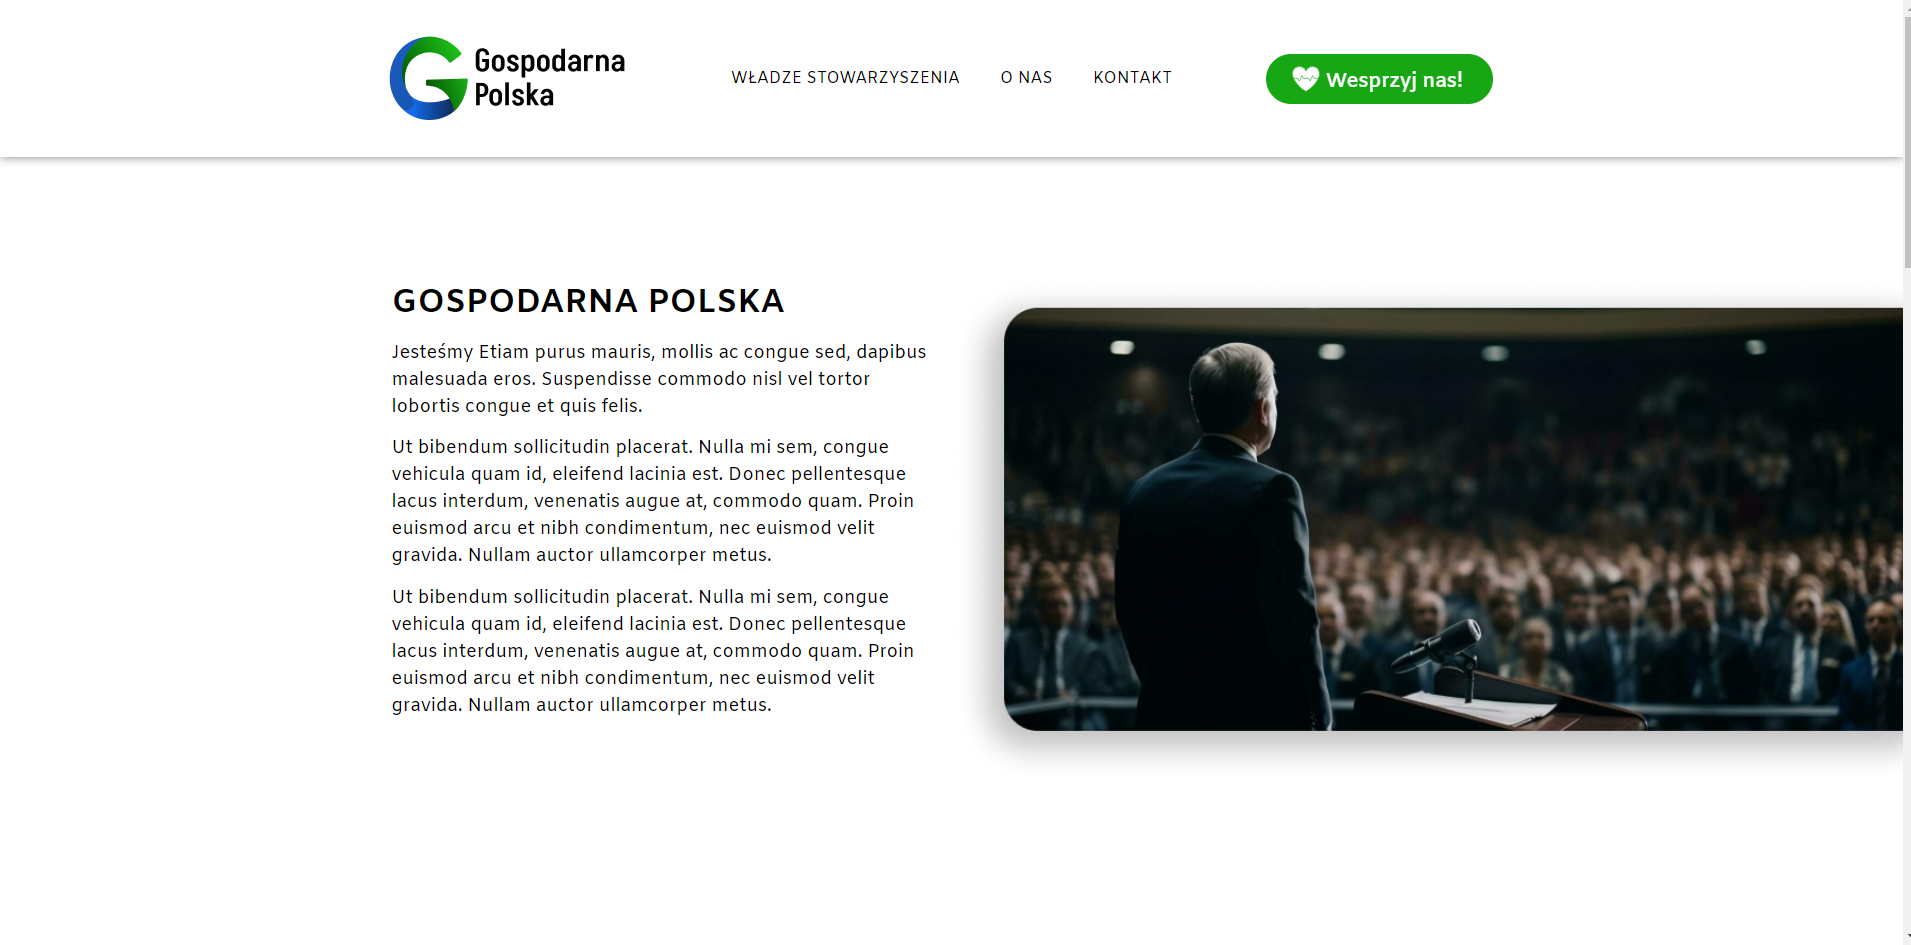 Gospodarna
Polska
WŁADZE STOWARZYSZENIA
O NAS
KONTAKT
Wesprzyj nas!
GOSPODARNA POLSKA
Jesteśmy Etiam purus mauris, mollis ac congue sed, dapibus
malesuada eros. Suspendisse commodo nisl vel tortor
lobortis congue et quis felis.
Ut bibendum sollicitudin placerat. Nulla mi sem, congue
vehicula quam id, eleifend lacinia est. Donec pellentesque
lacus interdum, venenatis augue at, commodo quam. Proin
euismod arcu et nibh condimentum, nec euismod velit
gravida. Nullam auctor ullamcorper metus.
Ut bibendum sollicitudin placerat. Nulla mi sem, congue
vehicula quam id, eleifend lacinia est. Donec pellentesque
lacus interdum, venenatis augue at, commodo quam. Proin
euismod arcu et nibh condimentum, nec euismod velit
gravida. Nullam auctor ullamcorper metus.